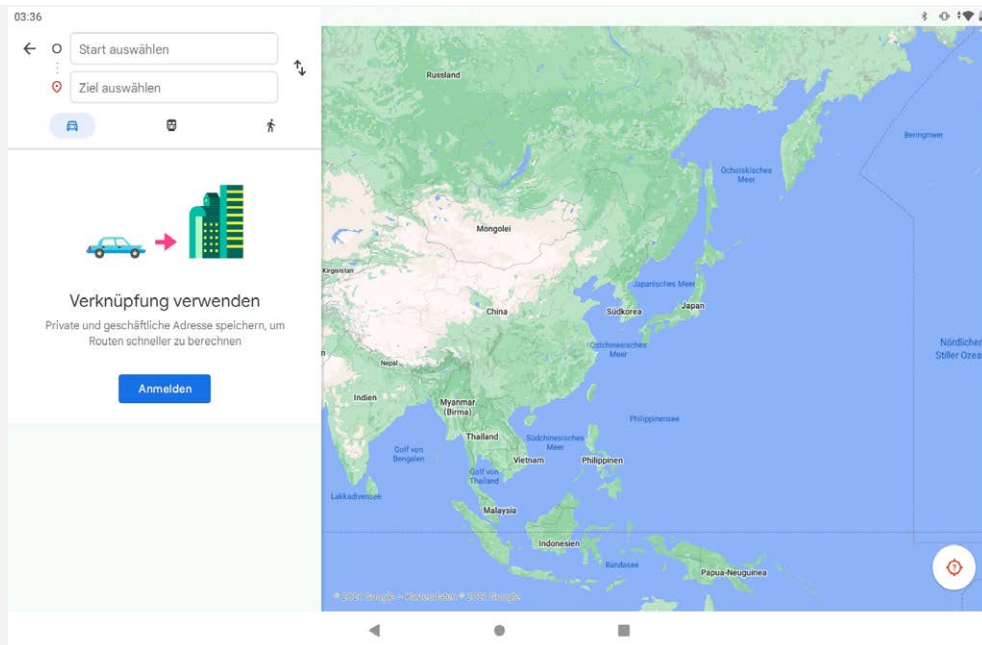 03:36
Start auswählen
Ziel auswählen
Verknüpfung verwenden
Private und geschäftliche Adresse speichern, um
Routen schneller zu berechnen
Anmelden
Russland
Beringmeer
Ochotskisches
Meer
Mongolei
Kirgisistan
Japanisches Meer
Japan
China
Südkorea
Ostchinesisches
Meer
Nördlicher
Stiller Ozea
Nepal
Indien
Myanmar
(Birma)
Philippinensee
Thailand
Südchinesisches
Meer
Golf von
Bengalen
Vietnam
Philippinen
Golf von
Thailand
Lakkadivensee
Malaysia
Indonesien
Bandasee
Papua-Neuguinea